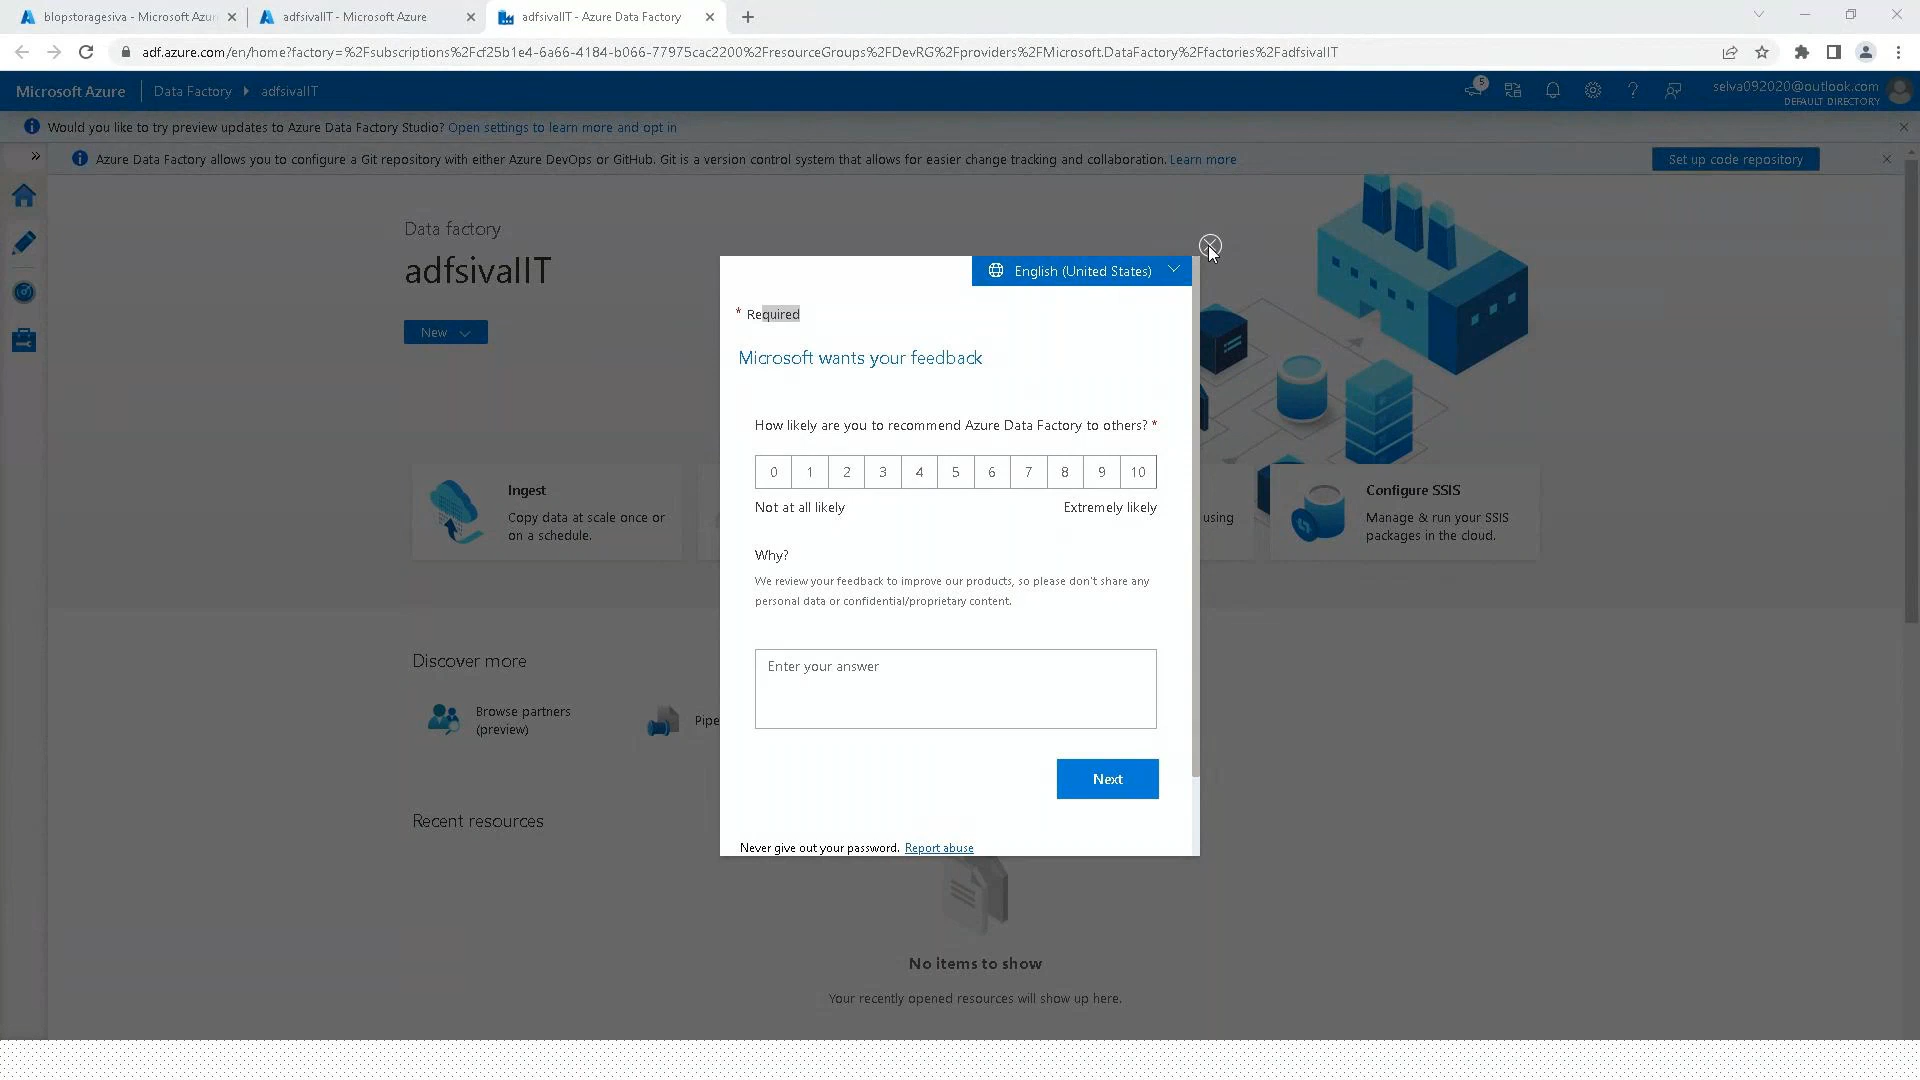 blopstoragesiva - Microsoft Azur
adfsivaIIT - Microsoft Azure
adfsivaIIT - Azure Data Factory
adf.azure.com/en/home?factory=%2Fsubscriptions%2Fcf25b1e4-6a66-4184-b066-77975cac2200%2FresourceGroups%2FDevRG%2Fproviders%2FMicrosoft.DataFactory%2Ffactories%2FadfsivaIIT
Microsoft Azure
Data Factory
adfsivaIIT
5
selva092020@outlook.com
DEFAULT DIRECTORY
Would you like to try preview updates to Azure Data Factory Studio? Open settings to learn more and opt in
Azure Data Factory allows you to configure a Git repository with either Azure DevOps or GitHub. Git is a version control system that allows for easier change tracking and collaboration. Learn more
Set up code repository
Data factory
adfsivaIIT
New
English (United States)
* Required
Microsoft wants your feedback
How likely are you to recommend Azure Data Factory to others? *
0 1 2 3 4 5 6 7 8 9 10
Not at all likely
Extremely likely
Why?
We review your feedback to improve our products, so please don't share any
personal data or confidential/proprietary content.
Enter your answer
Next
Never give out your password. Report abuse
Ingest
Copy data at scale once or
on a schedule.
using
Configure SSIS
Manage & run your SSIS
packages in the cloud.
Discover more
Browse partners
(preview)
Pipe
Recent resources
No items to show
Your recently opened resources will show up here.